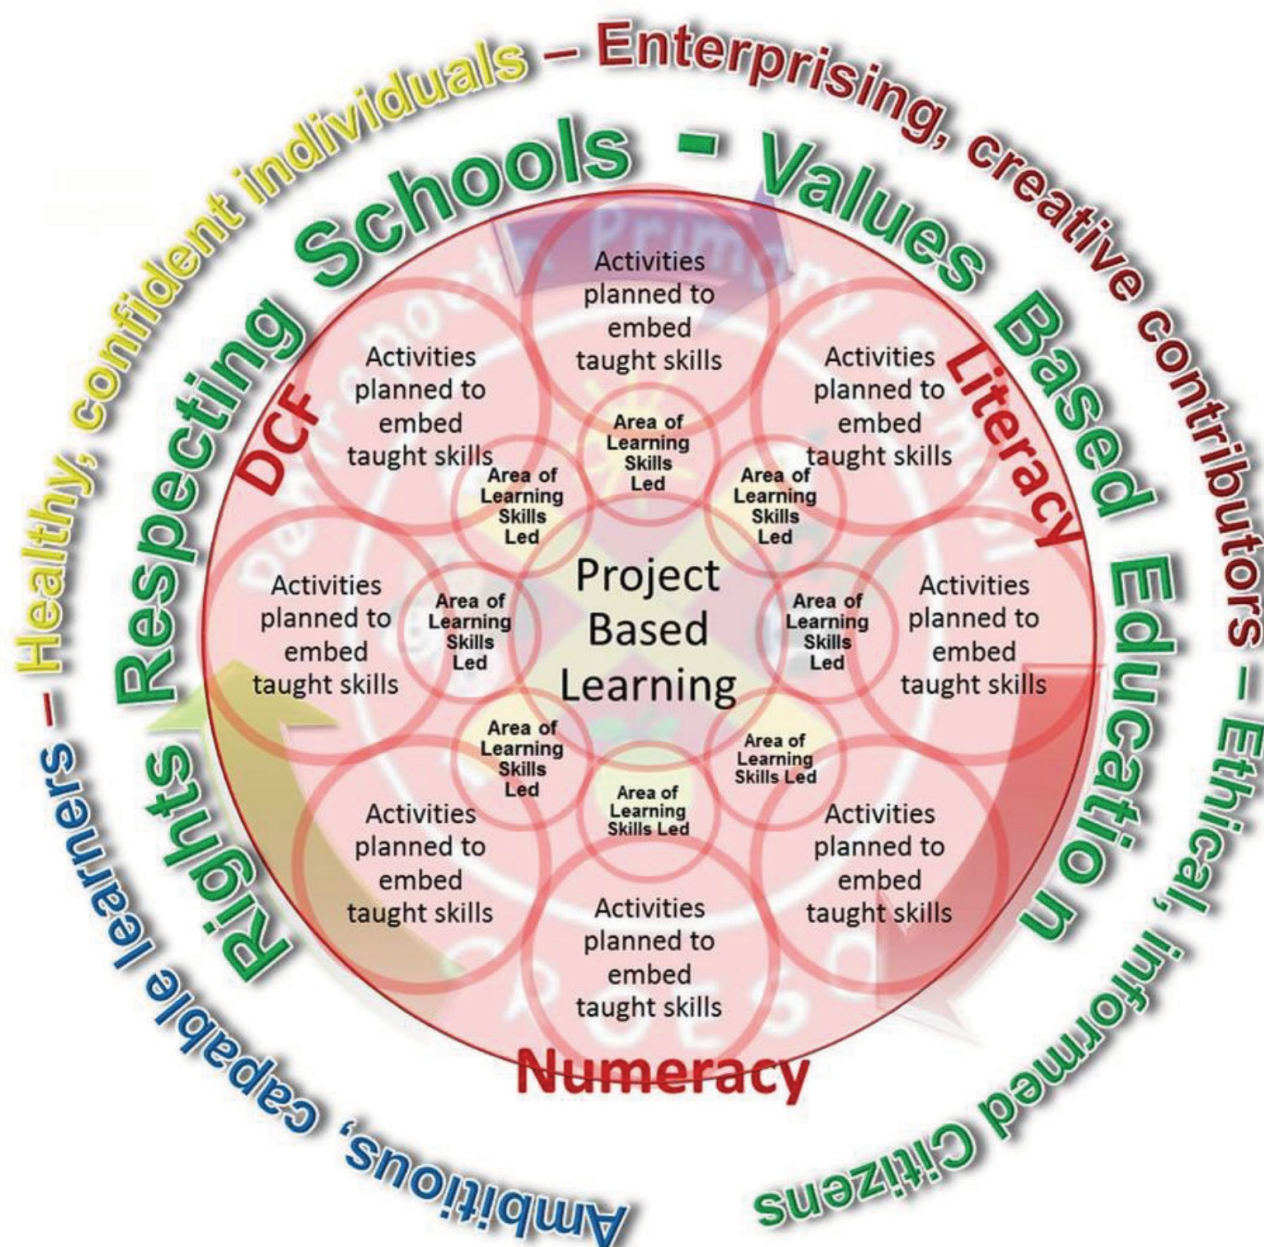 Ambitious, capable learners – Healthy, confident individuals – Enterprising, creative contributors – Ethical, informed Citizens
Rights Respecting Schools - Values Based Education
DCF
Literacy
Numeracy
Activities
planned to
embed
taught skills
Activities
planned to
embed
taught skills
Activities
planned to
embed
taught skills
Area of
Learning
Skills
Led
Area of
Learning
Skills
Led
Area of
Learning
Skills
Led
Activities
planned to
embed
taught skills
Area of
Learning
Skills
Led
Project
Based
Learning
Area of
Learning
Skills
Led
Activities
planned to
embed
taught skills
Area of
Learning
Skills
Led
Area of
Learning
Skills Led
Area of
Learning
Skills Led
Activities
planned to
embed
taught skills
Activities
planned to
embed
taught skills
Activities
planned to
embed
taught skills
Primary